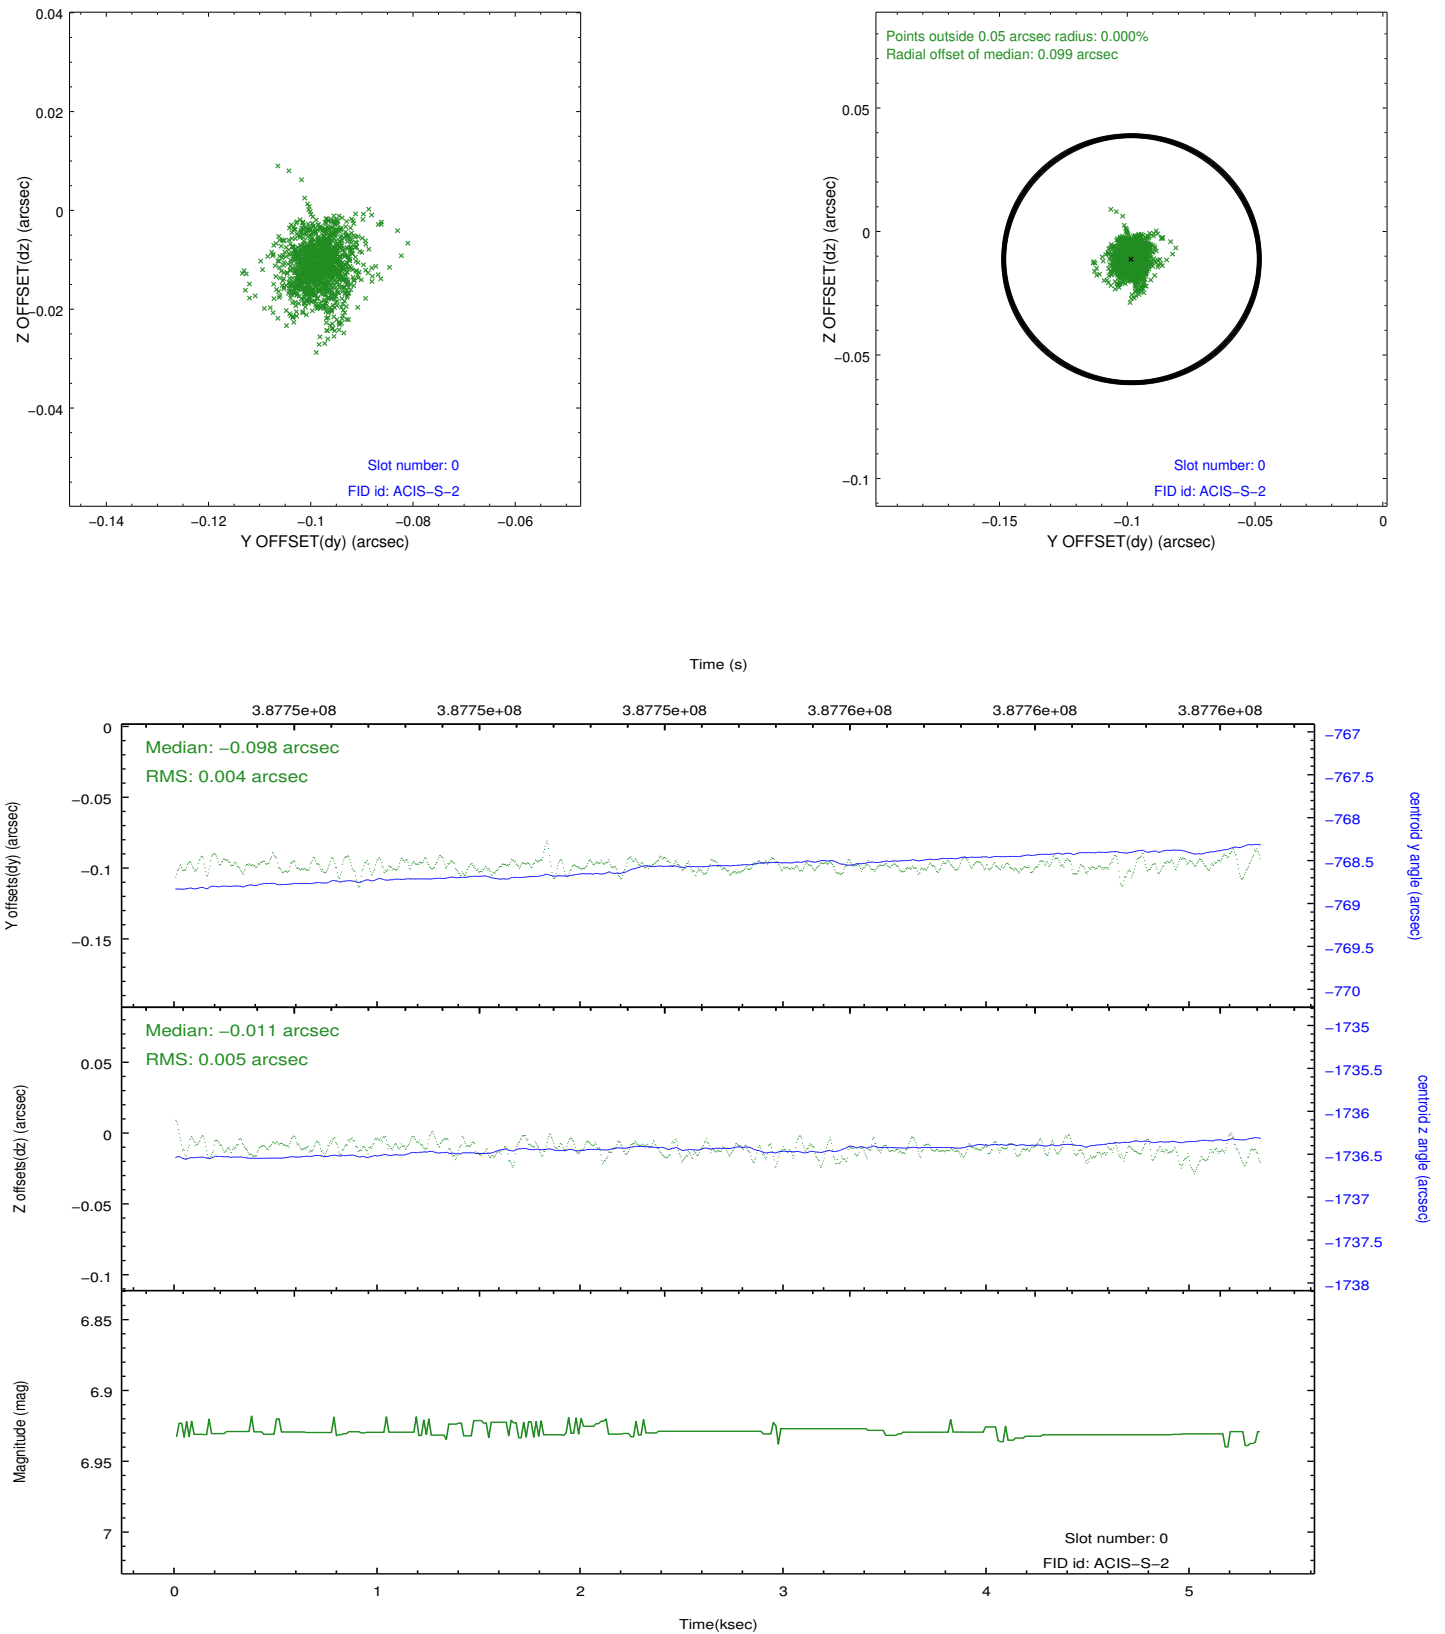 0.04
0.02
0
−0.02
−0.04
Z OFFSET(dz) (arcsec)
Slot number: 0
FID id: ACIS−S−2
−0.14 −0.12 −0.1 −0.08 −0.06
Y OFFSET(dy) (arcsec)
Points outside 0.05 arcsec radius: 0.000%
Radial offset of median: 0.099 arcsec
0.05
0
−0.05
−0.1
Z OFFSET(dz) (arcsec)
Slot number: 0
FID id: ACIS−S−2
−0.15 −0.1 −0.05 0
Y OFFSET(dy) (arcsec)
Time (s)
3.8775e+08 3.8775e+08 3.8775e+08 3.8776e+08 3.8776e+08 3.8776e+08
Median: −0.098 arcsec
RMS: 0.004 arcsec
0
−0.05
−0.1
−0.15
Y offsets(dy) (arcsec)
−767
−767.5
−768
−768.5
−769
−769.5
−770
centroid y angle (arcsec)
Median: −0.011 arcsec
RMS: 0.005 arcsec
0.05
0
−0.05
−0.1
Z offsets(dz) (arcsec)
−1735
−1735.5
−1736
−1736.5
−1737
−1737.5
−1738
centroid z angle (arcsec)
6.85
6.9
6.95
7
Magnitude (mag)
Slot number: 0
FID id: ACIS−S−2
0 1 2 3 4 5
Time(ksec)